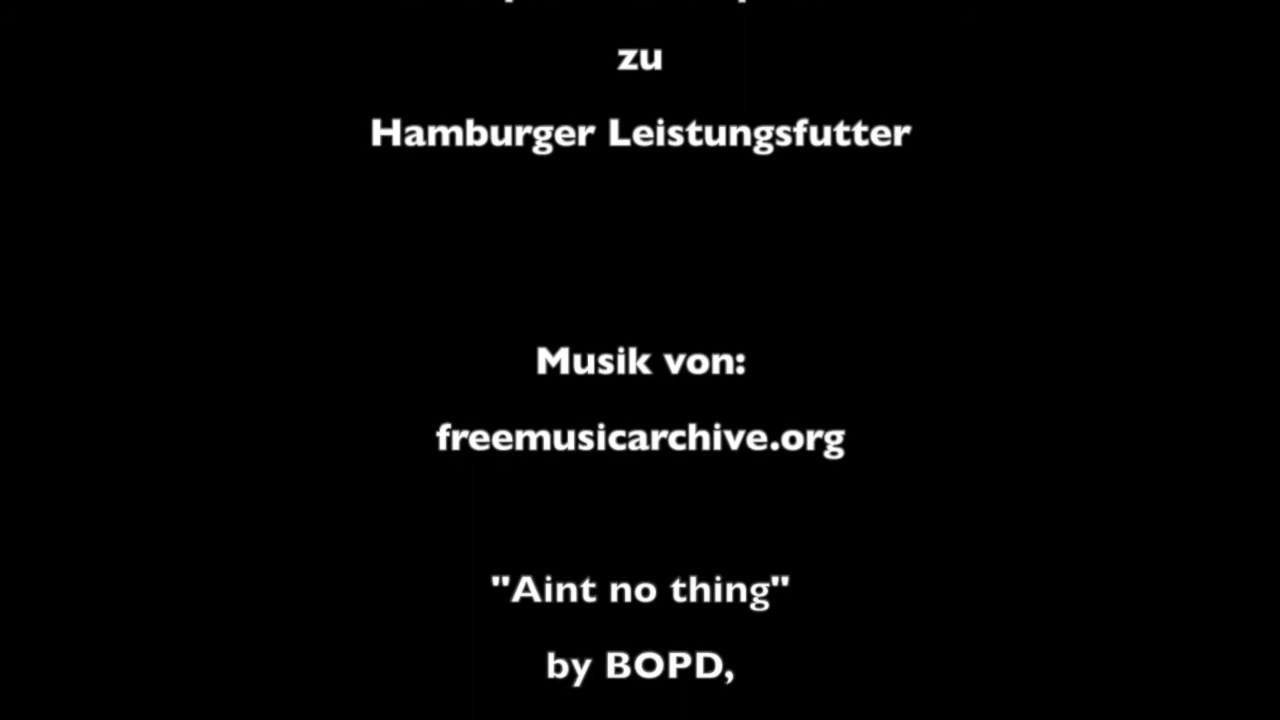 zu
Hamburger Leistungsfutter
Musik von:
freemusicarchive.org
"Aint no thing"
by BOPD,